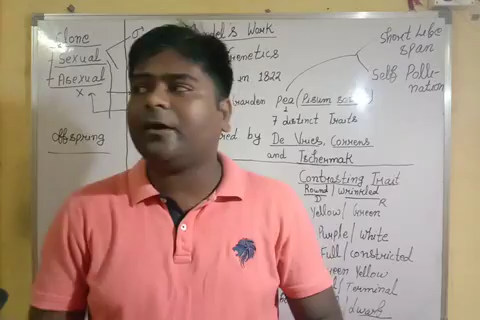 Clone
Sexual
Asexual
x
Offspring
♂
Mendel's Work
Genetics
in 1822
Garden Pea (Pisum
7 distinct Traits
by De Vries, Correns
and Tschermak
Short Life
Span
Self Polli-
nation
Contrasting Trait
Round / wrinkled
D R
Yellow / Green
Purple / White
Full / constricted
Yellow
/ Terminal
/ dwarf